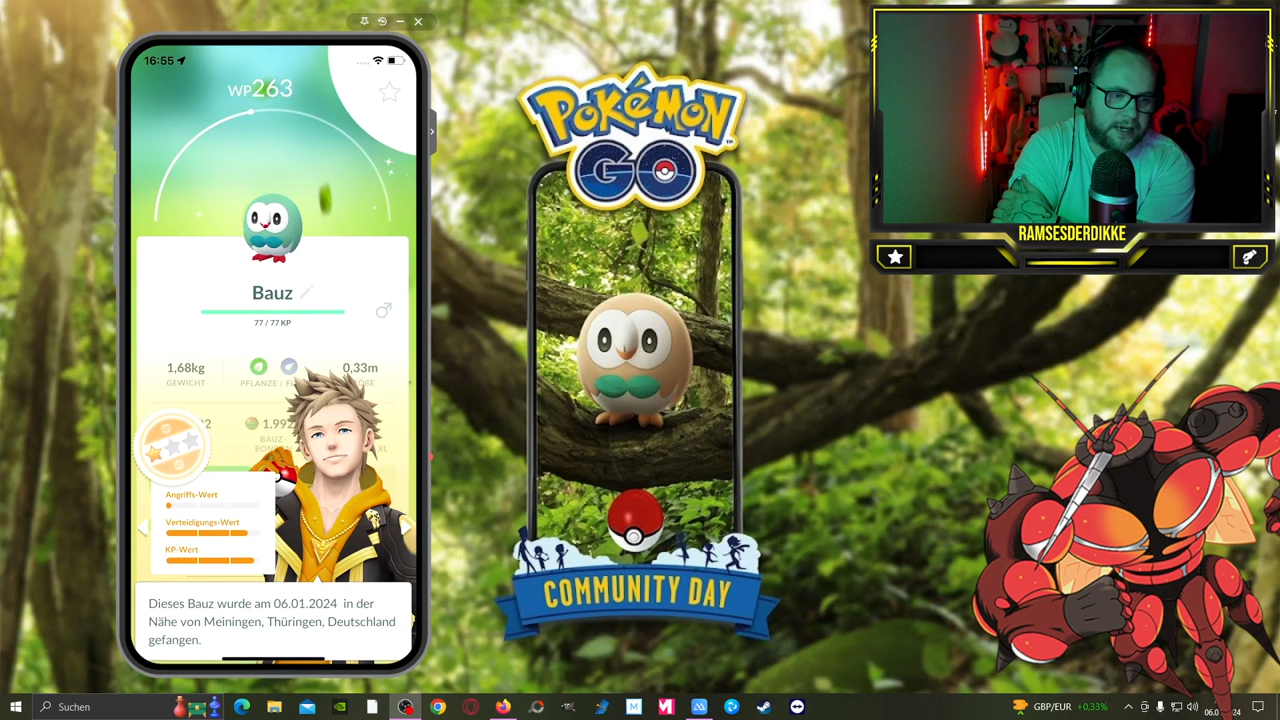 16:55
WP263
Bauz
77 / 77 KP
1,68kg
0,33m
GEWICHT
PFLANZE /
1.992
BAUZ-
XL
Angriffs-Wert
Verteidigungs-Wert
KP-Wert
Dieses Bauz wurde am 06.01.2024 in der
Nähe von Meiningen, Thüringen, Deutschland
gefangen.
POKéMON
GO
COMMUNITY DAY
RAMSESDERDIKKE
Suchen
GBP/EUR +0,33%